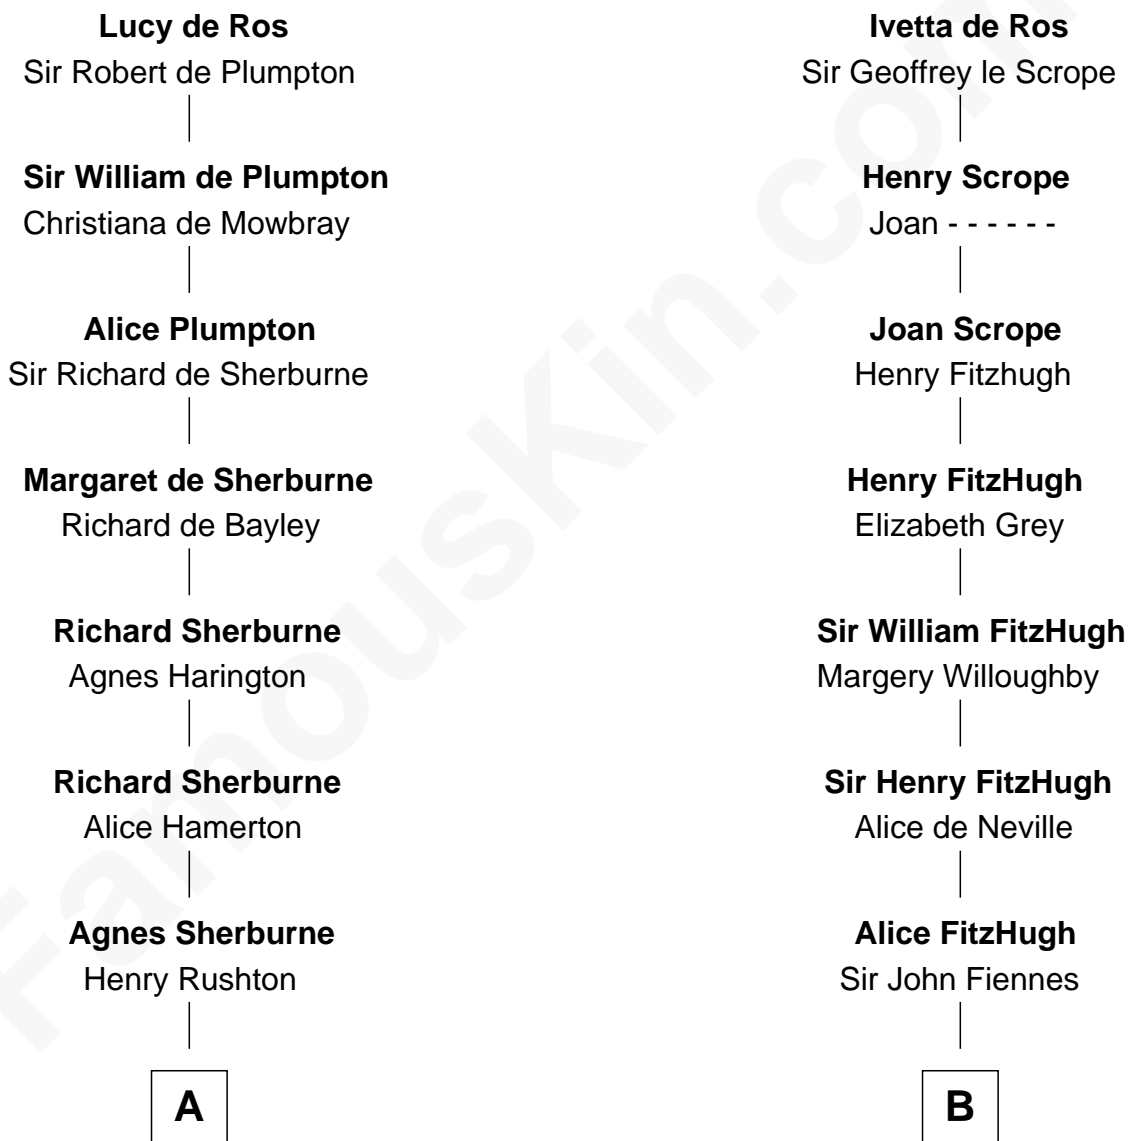 Lucy de Ros
Sir Robert de Plumpton
Sir William de Plumpton
Christiana de Mowbray
Alice Plumpton
Sir Richard de Sherburne
Margaret de Sherburne
Richard de Bayley
Richard Sherburne
Agnes Harington
Richard Sherburne
Alice Hamerton
Agnes Sherburne
Henry Rushton
A
Ivetta de Ros
Sir Geoffrey le Scrope
Henry Scrope
Joan - - - - - -
Joan Scrope
Henry Fitzhugh
Henry FitzHugh
Elizabeth Grey
Sir William FitzHugh
Margery Willoughby
Sir Henry FitzHugh
Alice de Neville
Alice FitzHugh
Sir John Fiennes
B
FamousKin.com